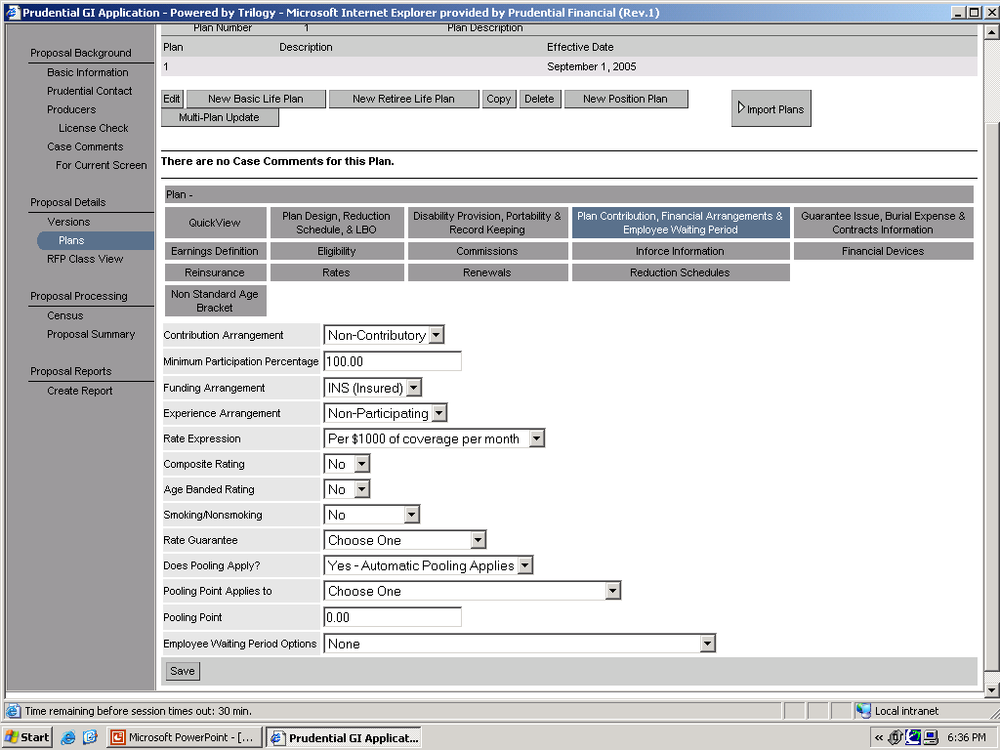 Prudential GI Application - Powered by Trilogy - Microsoft Internet Explorer provided by Prudential Financial (Rev.1)
Plan Number 1 Plan Description
Plan Description Effective Date
1 September 1, 2005
Edit New Basic Life Plan New Retiree Life Plan Copy Delete New Position Plan
Multi-Plan Update
Import Plans
There are no Case Comments for this Plan.
Proposal Background
Basic Information
Prudential Contact
Producers
License Check
Case Comments
For Current Screen
Proposal Details
Versions
Plans
RFP Class View
Proposal Processing
Census
Proposal Summary
Proposal Reports
Create Report
Plan -
QuickView
Plan Design, Reduction
Schedule, & LBO
Disability Provision, Portability &
Record Keeping
Plan Contribution, Financial Arrangements &
Employee Waiting Period
Guarantee Issue, Burial Expense &
Contracts Information
Earnings Definition Eligibility Commissions Inforce Information Financial Devices
Reinsurance Rates Renewals Reduction Schedules
Non Standard Age
Bracket
Contribution Arrangement Non-Contributory
Minimum Participation Percentage 100.00
Funding Arrangement INS (Insured)
Experience Arrangement Non-Participating
Rate Expression Per $1000 of coverage per month
Composite Rating No
Age Banded Rating No
Smoking/Nonsmoking No
Rate Guarantee Choose One
Does Pooling Apply? Yes - Automatic Pooling Applies
Pooling Point Applies to Choose One
Pooling Point 0.00
Employee Waiting Period Options None
Save
Time remaining before session times out: 30 min. Local intranet
Start Microsoft PowerPoint - [... Prudential GI Applicat... 6:36 PM